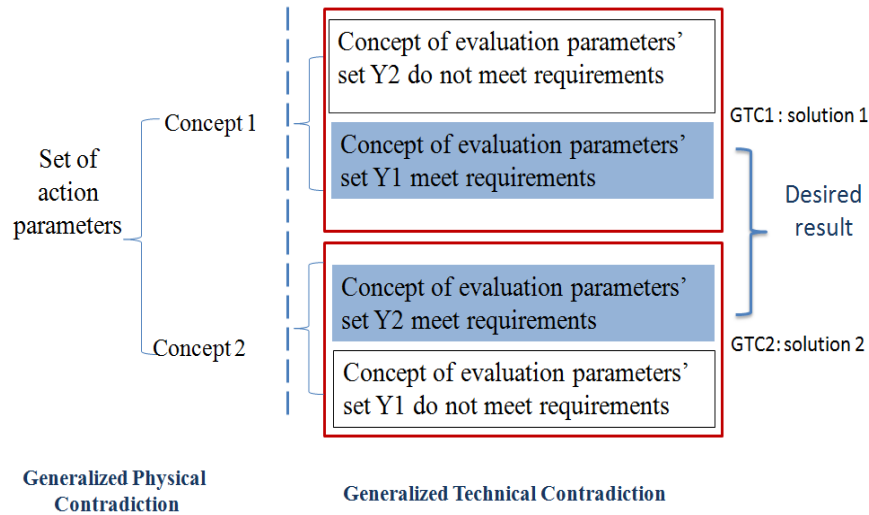 Concept of evaluation parameters’
set Y2 do not meet requirements
Concept 1
GTC1 : solution 1
Concept of evaluation parameters’
set Y1 meet requirements
Set of
action
parameters
Desired
result
Concept of evaluation parameters’
set Y2 meet requirements
Concept 2
GTC2: solution 2
Concept of evaluation parameters’
set Y1 do not meet requirements
Generalized Physical
Contradiction
Generalized Technical Contradiction